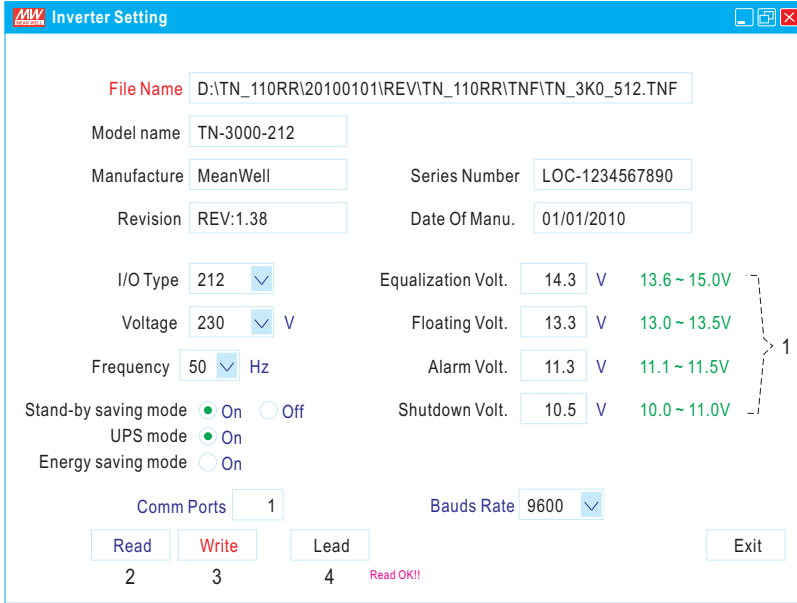 MW MEAN WELL Inverter Setting
File Name D:\TN_110RR\20100101\REV\TN_110RR\TNF\TN_3K0_512.TNF
Model name TN-3000-212
Manufacture MeanWell Series Number LOC-1234567890
Revision REV:1.38 Date Of Manu. 01/01/2010
I/O Type 212 Equalization Volt. 14.3 V 13.6 ~ 15.0V
Voltage 230 V Floating Volt. 13.3 V 13.0 ~ 13.5V
1
Frequency 50 Hz Alarm Volt. 11.3 V 11.1 ~ 11.5V
Stand-by saving mode On Off Shutdown Volt. 10.5 V 10.0 ~ 11.0V
UPS mode On
Energy saving mode On
Comm Ports 1 Bauds Rate 9600
Read Write Lead Exit
2 3 4 Read OK!!